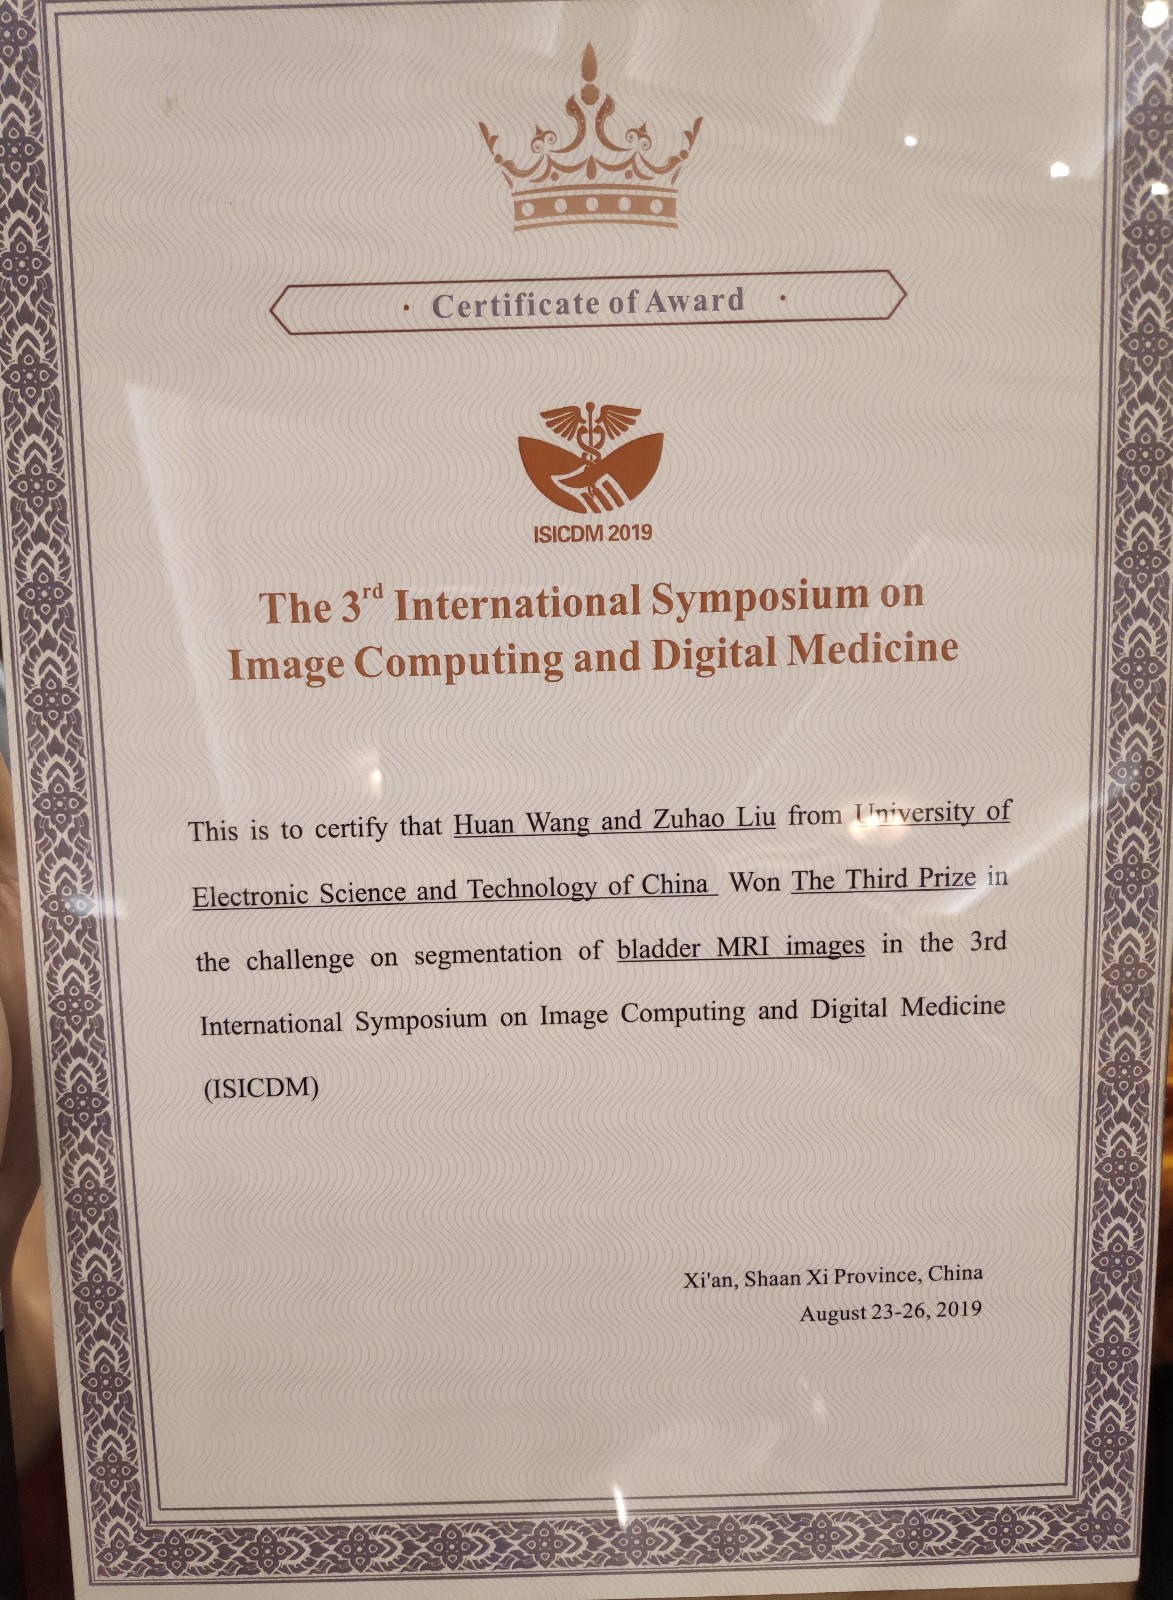 · Certificate of Award ·
ISICDM 2019
The 3rd International Symposium on
Image Computing and Digital Medicine
This is to certify that Huan Wang and Zuhao Liu from University of
Electronic Science and Technology of China Won The Third Prize in
the challenge on segmentation of bladder MRI images in the 3rd
International Symposium on Image Computing and Digital Medicine
(ISICDM)
Xi'an, Shaan Xi Province, China
August 23-26, 2019